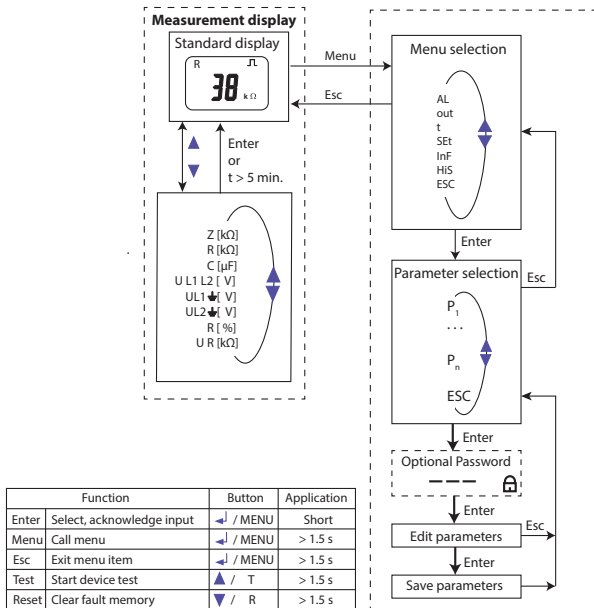 Measurement display
Standard display
R
38 kΩ
Menu
Esc
Enter
or
t > 5 min.
Z [kΩ]
R [kΩ]
C [µF]
U L1 L2 [ V]
UL1 ⏚[ V]
UL2 ⏚[ V]
R [ %]
U R [kΩ]
Menu selection
AL
out
t
SEt
InF
HiS
ESC
Enter
Parameter selection
Esc
P1
...
Pn
ESC
Enter
Optional Password
Enter
Edit parameters
Esc
Enter
Save parameters
Function Button Application
Enter Select, acknowledge input ↵ / MENU Short
Menu Call menu ↵ / MENU > 1.5 s
Esc Exit menu item ↵ / MENU > 1.5 s
Test Start device test ▲ / T > 1.5 s
Reset Clear fault memory ▼ / R > 1.5 s